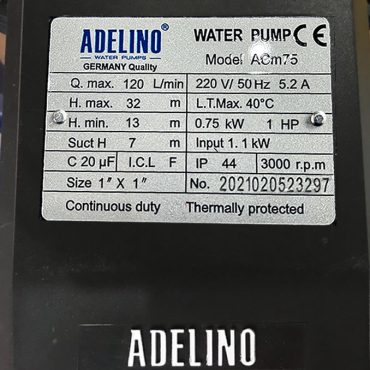 ADELINO
WATER PUMPS
GERMANY Quality
WATER PUMP CE
Model ACm75
Q. max. 120 L/min 220 V/ 50 Hz 5.2 A
H. max. 32 m L.T.Max. 40°C
H. min. 13 m 0.75 kW 1 HP
Suct H 7 m Input 1. 1 kW
C 20 µF I.C.L F IP 44 3000 r.p.m
Size 1" X 1" No. 2021020523297
Continuous duty Thermally protected
ADELINO